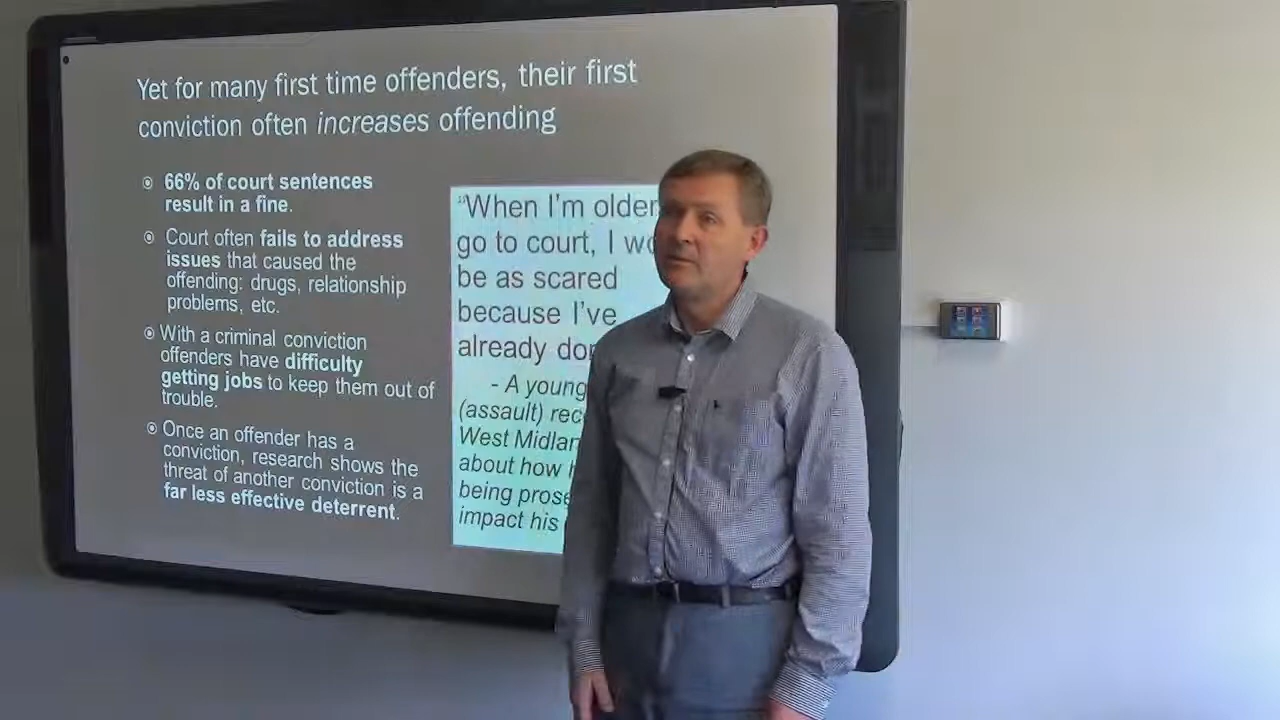 Yet for many first time offenders, their first
conviction often increases offending
66% of court sentences
result in a fine.
Court often fails to address
issues that caused the
offending: drugs, relationship
problems, etc.
With a criminal conviction
offenders have difficulty
getting jobs to keep them out of
trouble.
Once an offender has a
conviction, research shows the
threat of another conviction is a
far less effective deterrent.
"When I'm older
go to court, I
be as scared
because I've
already
- A young
(assault)
West
about how
being
impact his